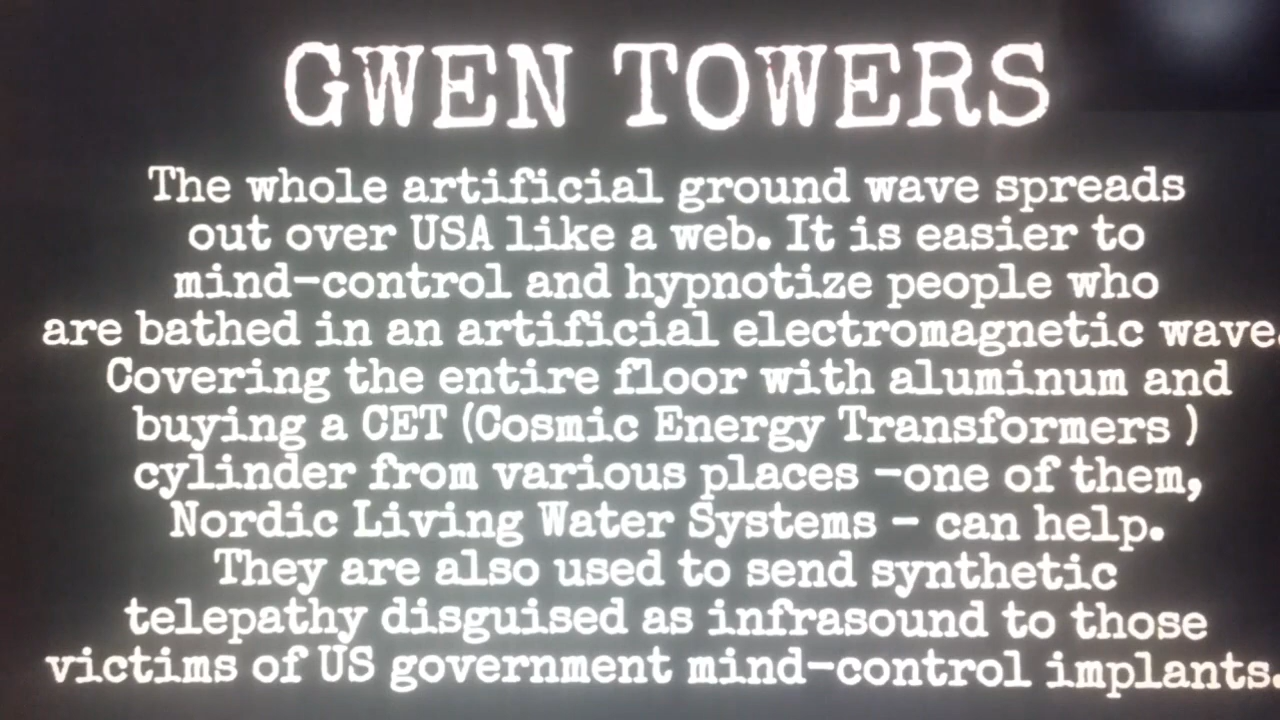 GWEN TOWERS
The whole artificial ground wave spreads
out over USA like a web. It is easier to
mind-control and hypnotize people who
are bathed in an artificial electromagnetic wave.
Covering the entire floor with aluminum and
buying a CET (Cosmic Energy Transformers )
cylinder from various places -one of them,
Nordic Living Water Systems - can help.
They are also used to send synthetic
telepathy disguised as infrasound to those
victims of US government mind-control implants.